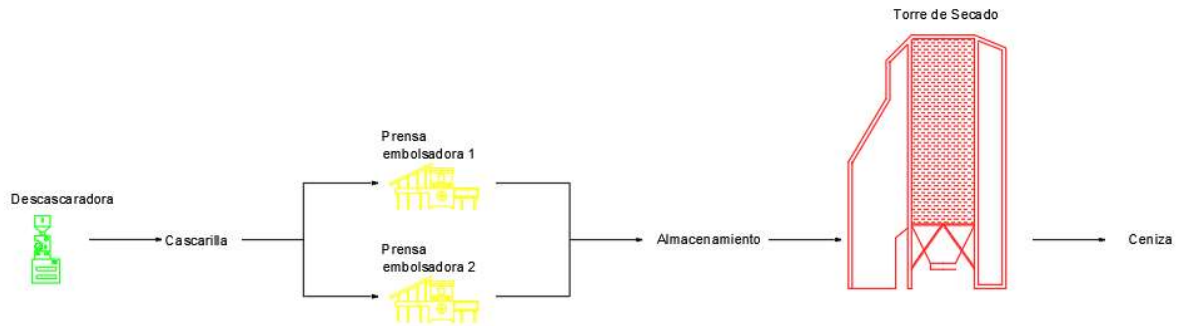 Torre de Secado
Prensa
embolsadora 1
Descascaradora
Cascarilla
Almacenamiento
Ceniza
Prensa
embolsadora 2